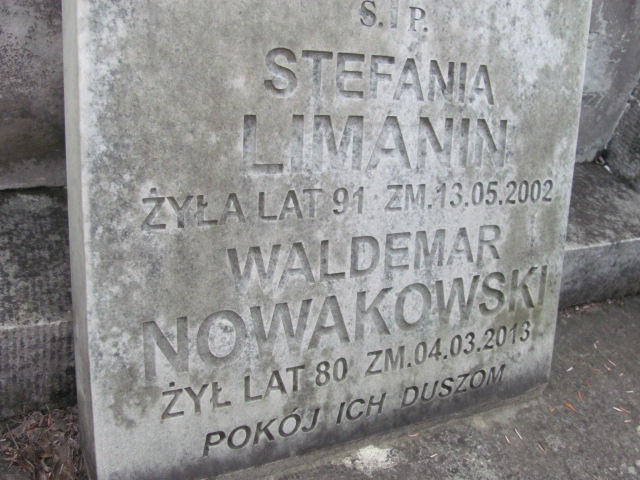 Ś.†P.
STEFANIA
LIMANIN
ŻYŁA LAT 91 ZM.13.05.2002
WALDEMAR
NOWAKOWSKI
ŻYŁ LAT 80 ZM.04.03.2013
POKÓJ ICH DUSZOM